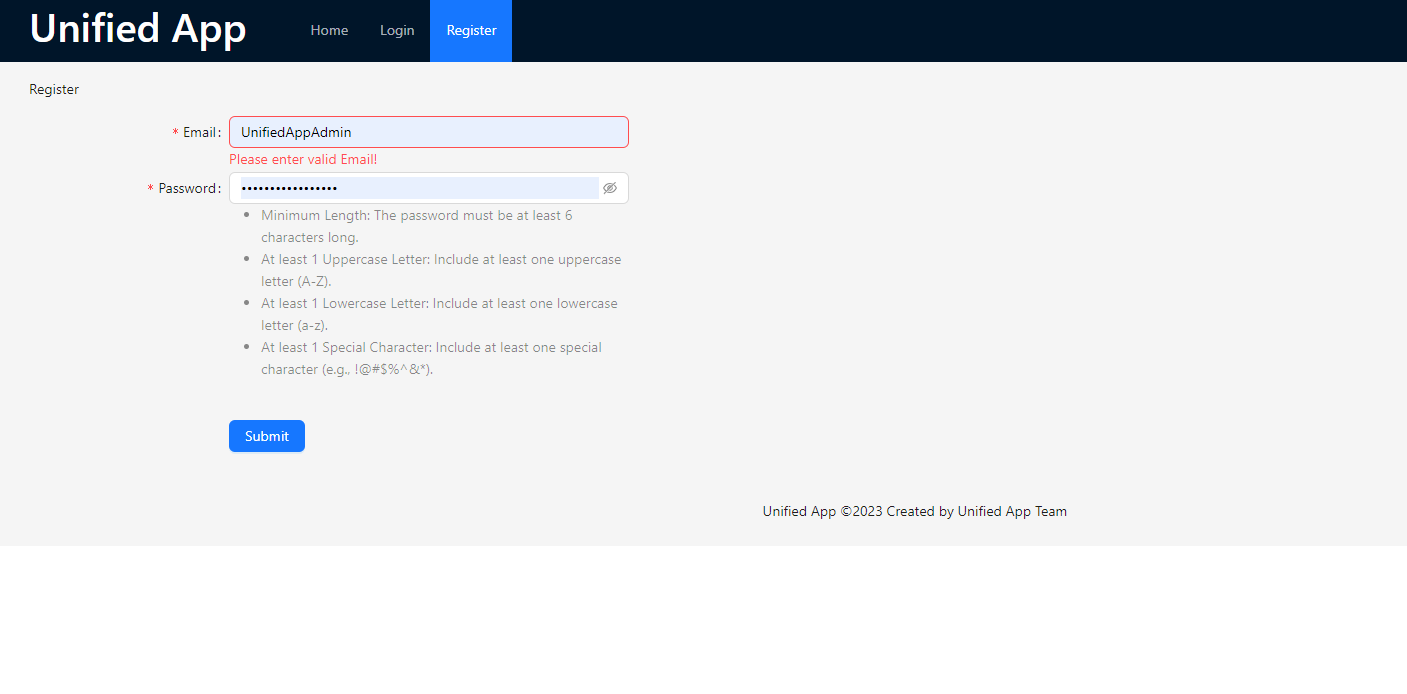 Unified App
Home
Login
Register
Register
* Email:
UnifiedAppAdmin
Please enter valid Email!
* Password:
•••••••••••••••••
• Minimum Length: The password must be at least 6
characters long.
• At least 1 Uppercase Letter: Include at least one uppercase
letter (A-Z).
• At least 1 Lowercase Letter: Include at least one lowercase
letter (a-z).
• At least 1 Special Character: Include at least one special
character (e.g., !@#$%^&*).
Submit
Unified App ©2023 Created by Unified App Team